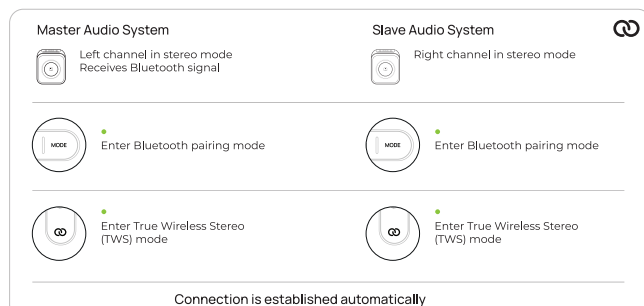 Master Audio System
Left channel in stereo mode
Receives Bluetooth signal
Slave Audio System
Right channel in stereo mode
MODE
Enter Bluetooth pairing mode
MODE
Enter Bluetooth pairing mode
Enter True Wireless Stereo
(TWS) mode
Enter True Wireless Stereo
(TWS) mode
Connection is established automatically